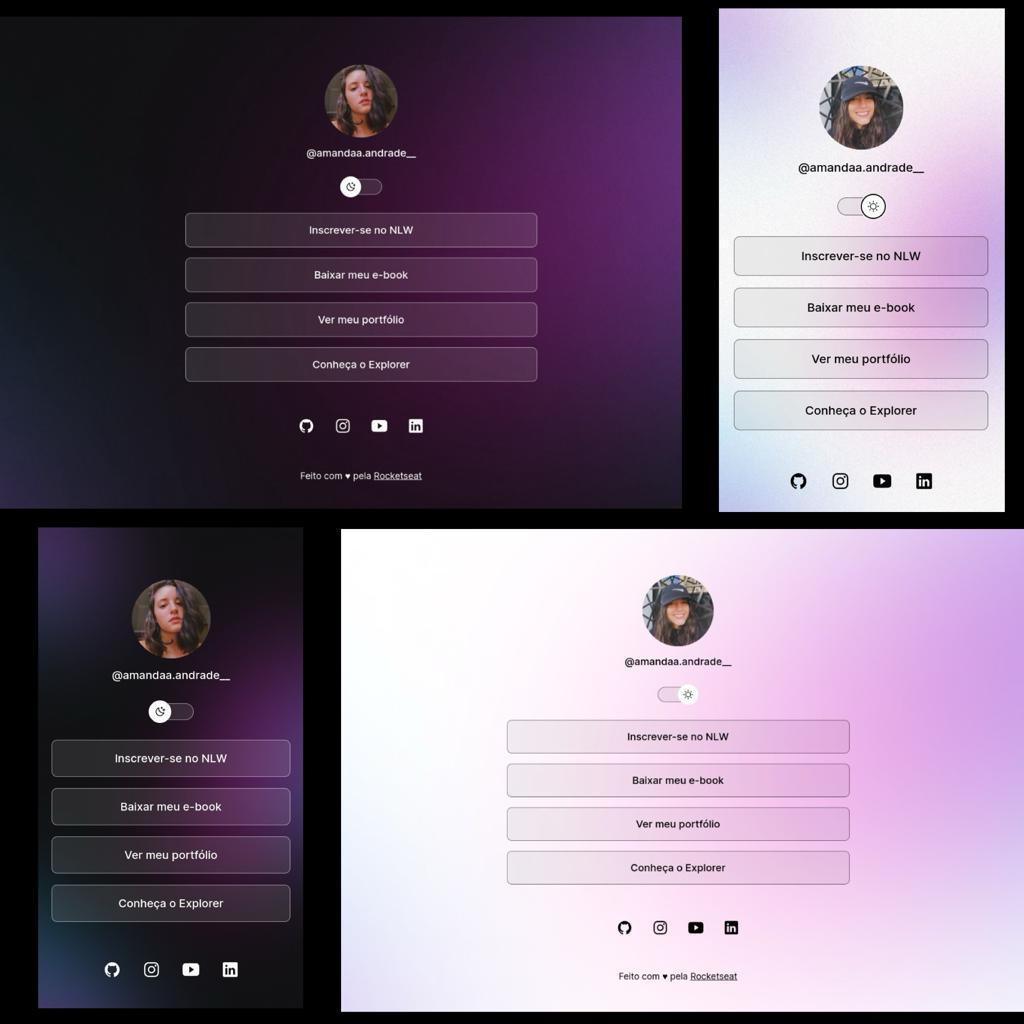 @amandaa.andrade__
Inscrever-se no NLW
Baixar meu e-book
Ver meu portfólio
Conheça o Explorer
Feito com ♥ pela Rocketseat
@amandaa.andrade__
Inscrever-se no NLW
Baixar meu e-book
Ver meu portfólio
Conheça o Explorer
@amandaa.andrade__
Inscrever-se no NLW
Baixar meu e-book
Ver meu portfólio
Conheça o Explorer
@amandaa.andrade__
Inscrever-se no NLW
Baixar meu e-book
Ver meu portfólio
Conheça o Explorer
Feito com ♥ pela Rocketseat